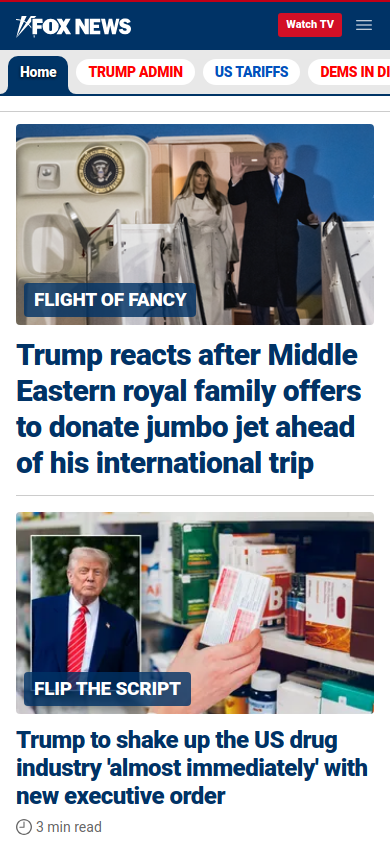 FOX NEWS
Watch TV
Home
TRUMP ADMIN
US TARIFFS
DEMS IN DI
FLIGHT OF FANCY
Trump reacts after Middle
Eastern royal family offers
to donate jumbo jet ahead
of his international trip
FLIP THE SCRIPT
Trump to shake up the US drug
industry 'almost immediately' with
new executive order
3 min read